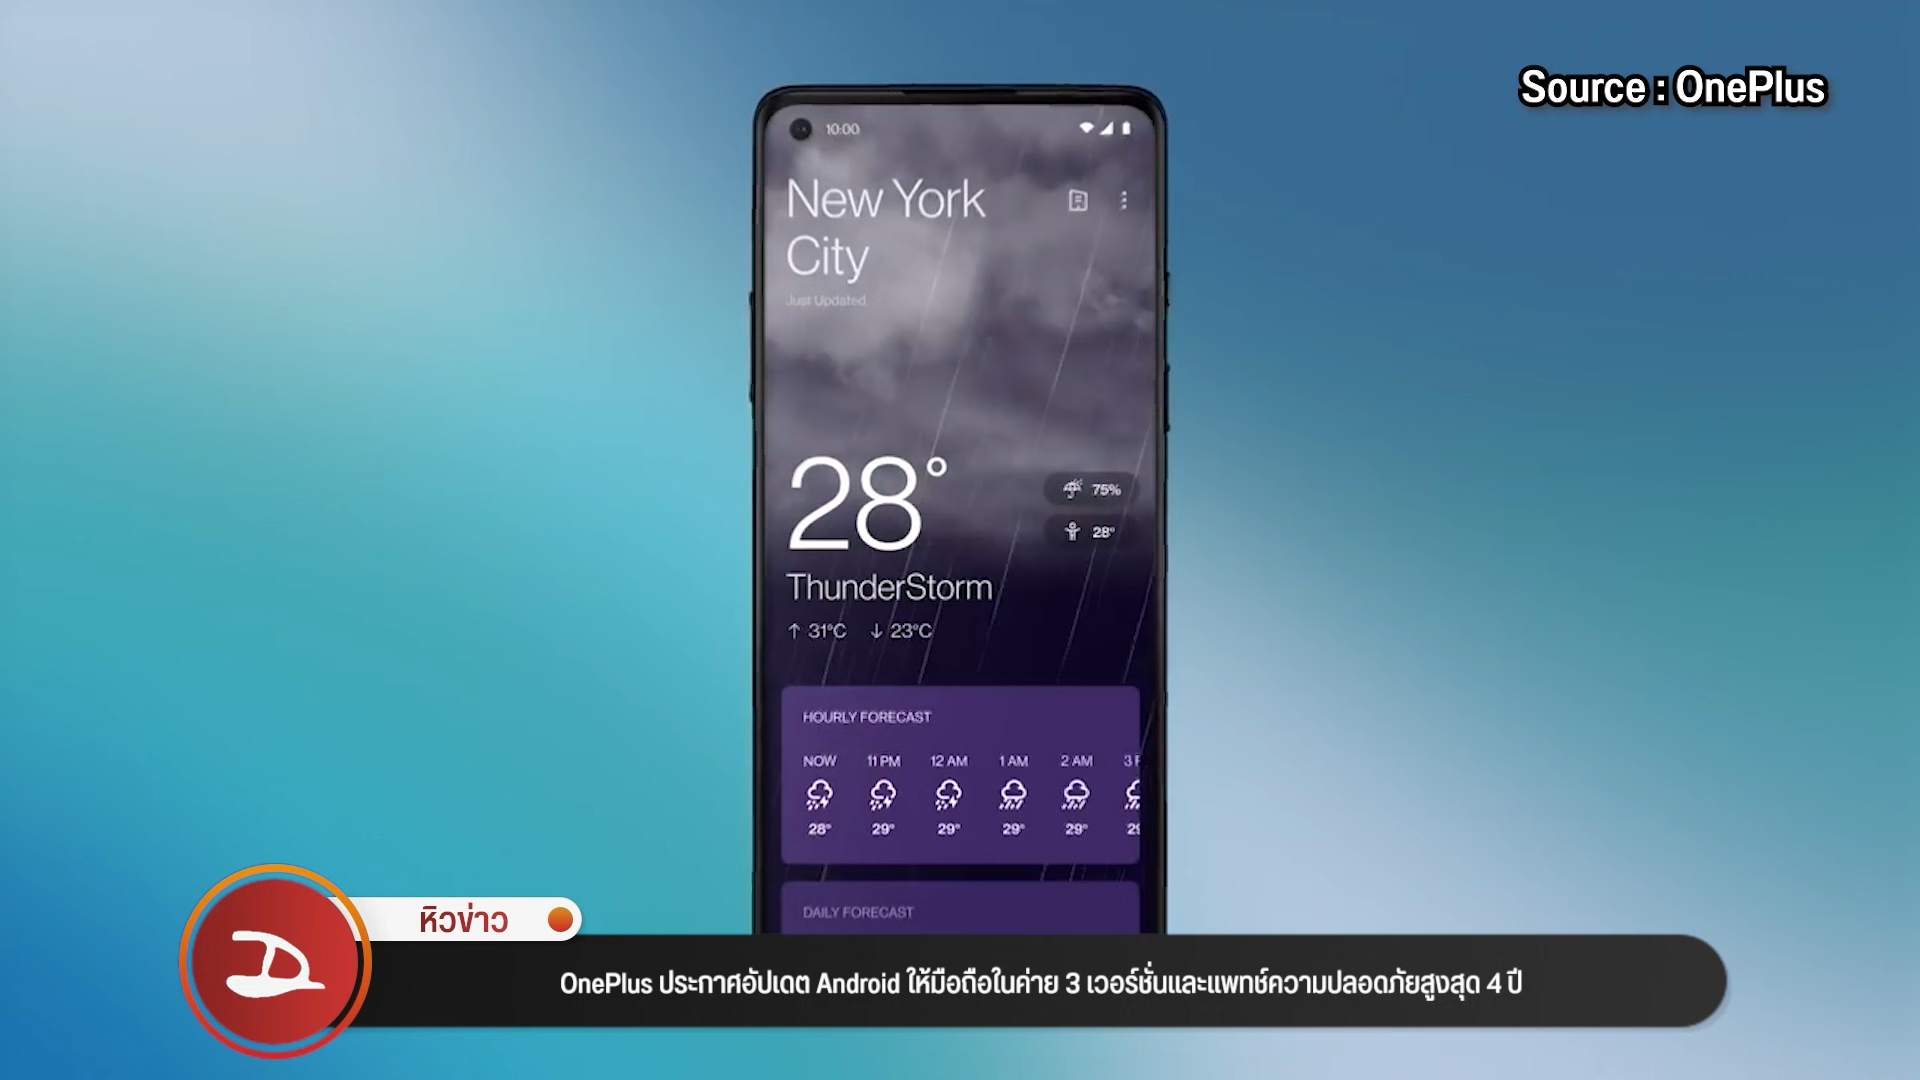 Source : OnePlus
10:00
New York
City
Just Updated
28°
75%
28°
ThunderStorm
↑ 31°C ↓ 23°C
HOURLY FORECAST
NOW 11 PM 12 AM 1 AM 2 AM
28° 29° 29° 29° 29°
DAILY FORECAST
หิวข่าว
OnePlus ประกาศอัปเดต Android ให้มือถือในค่าย 3 เวอร์ชั่นและแพทช์ความปลอดภัยสูงสุด 4 ปี